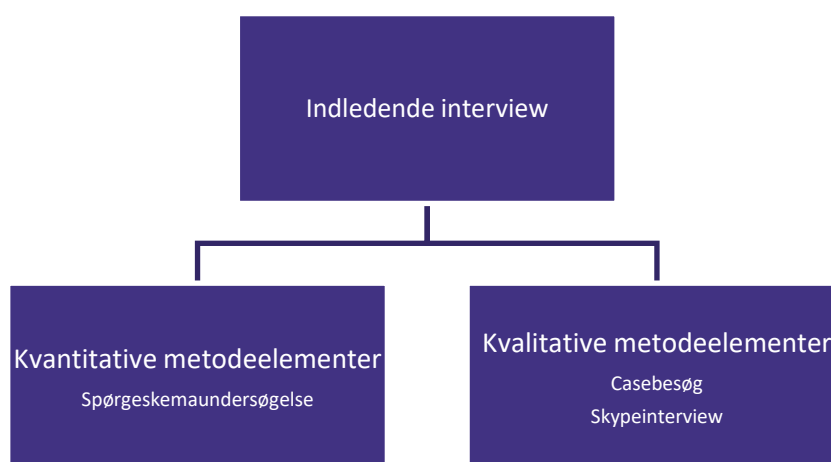 Indledende interview
Kvantitative metodeelementer
Spørgeskemaundersøgelse
Kvalitative metodeelementer
Casebesøg
Skypeinterview